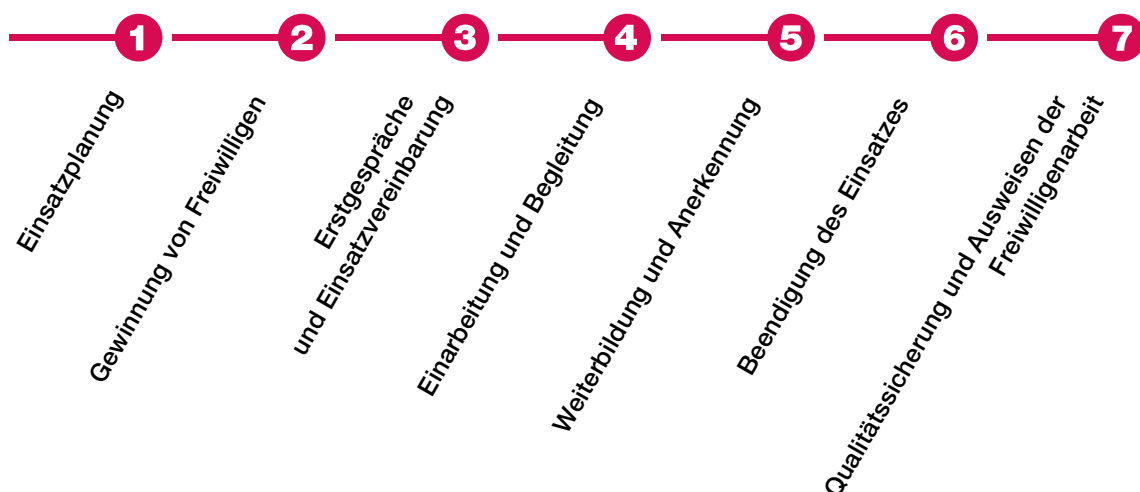 1
Einsatzplanung
2
Gewinnung von Freiwilligen
3
Erstgespräche
und Einsatzvereinbarung
4
Einarbeitung und Begleitung
5
Weiterbildung und Anerkennung
6
Beendigung des Einsatzes
7
Qualitätssicherung und Ausweisen der
Freiwilligenarbeit